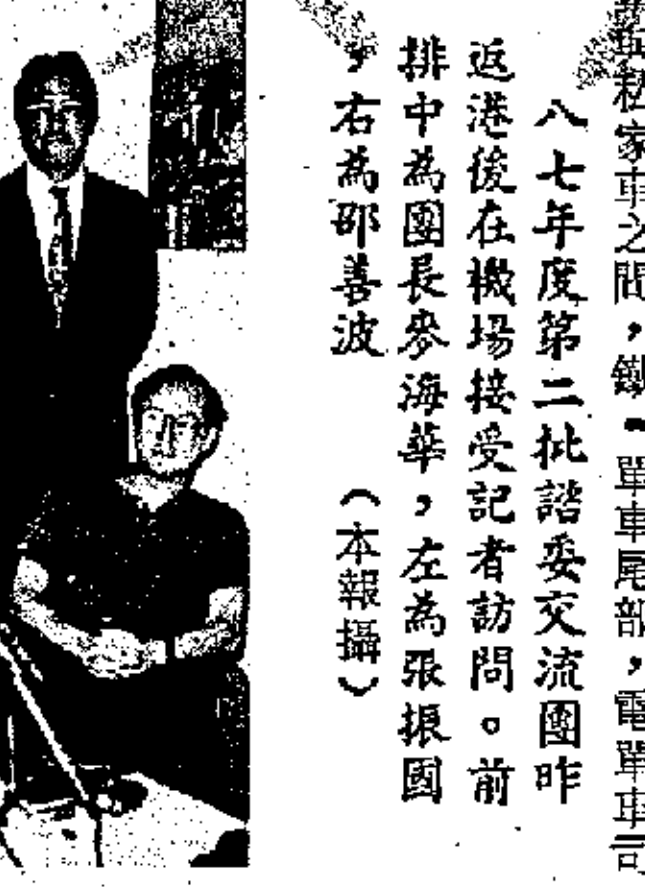 與私家車之間,鐵,單車尾部,電單車司
八七年度第二批諮委交流團昨
返港後在機場接受記者訪問。前
排中為團長麥海華,左為張振國
,右為邵善波
(本報攝)